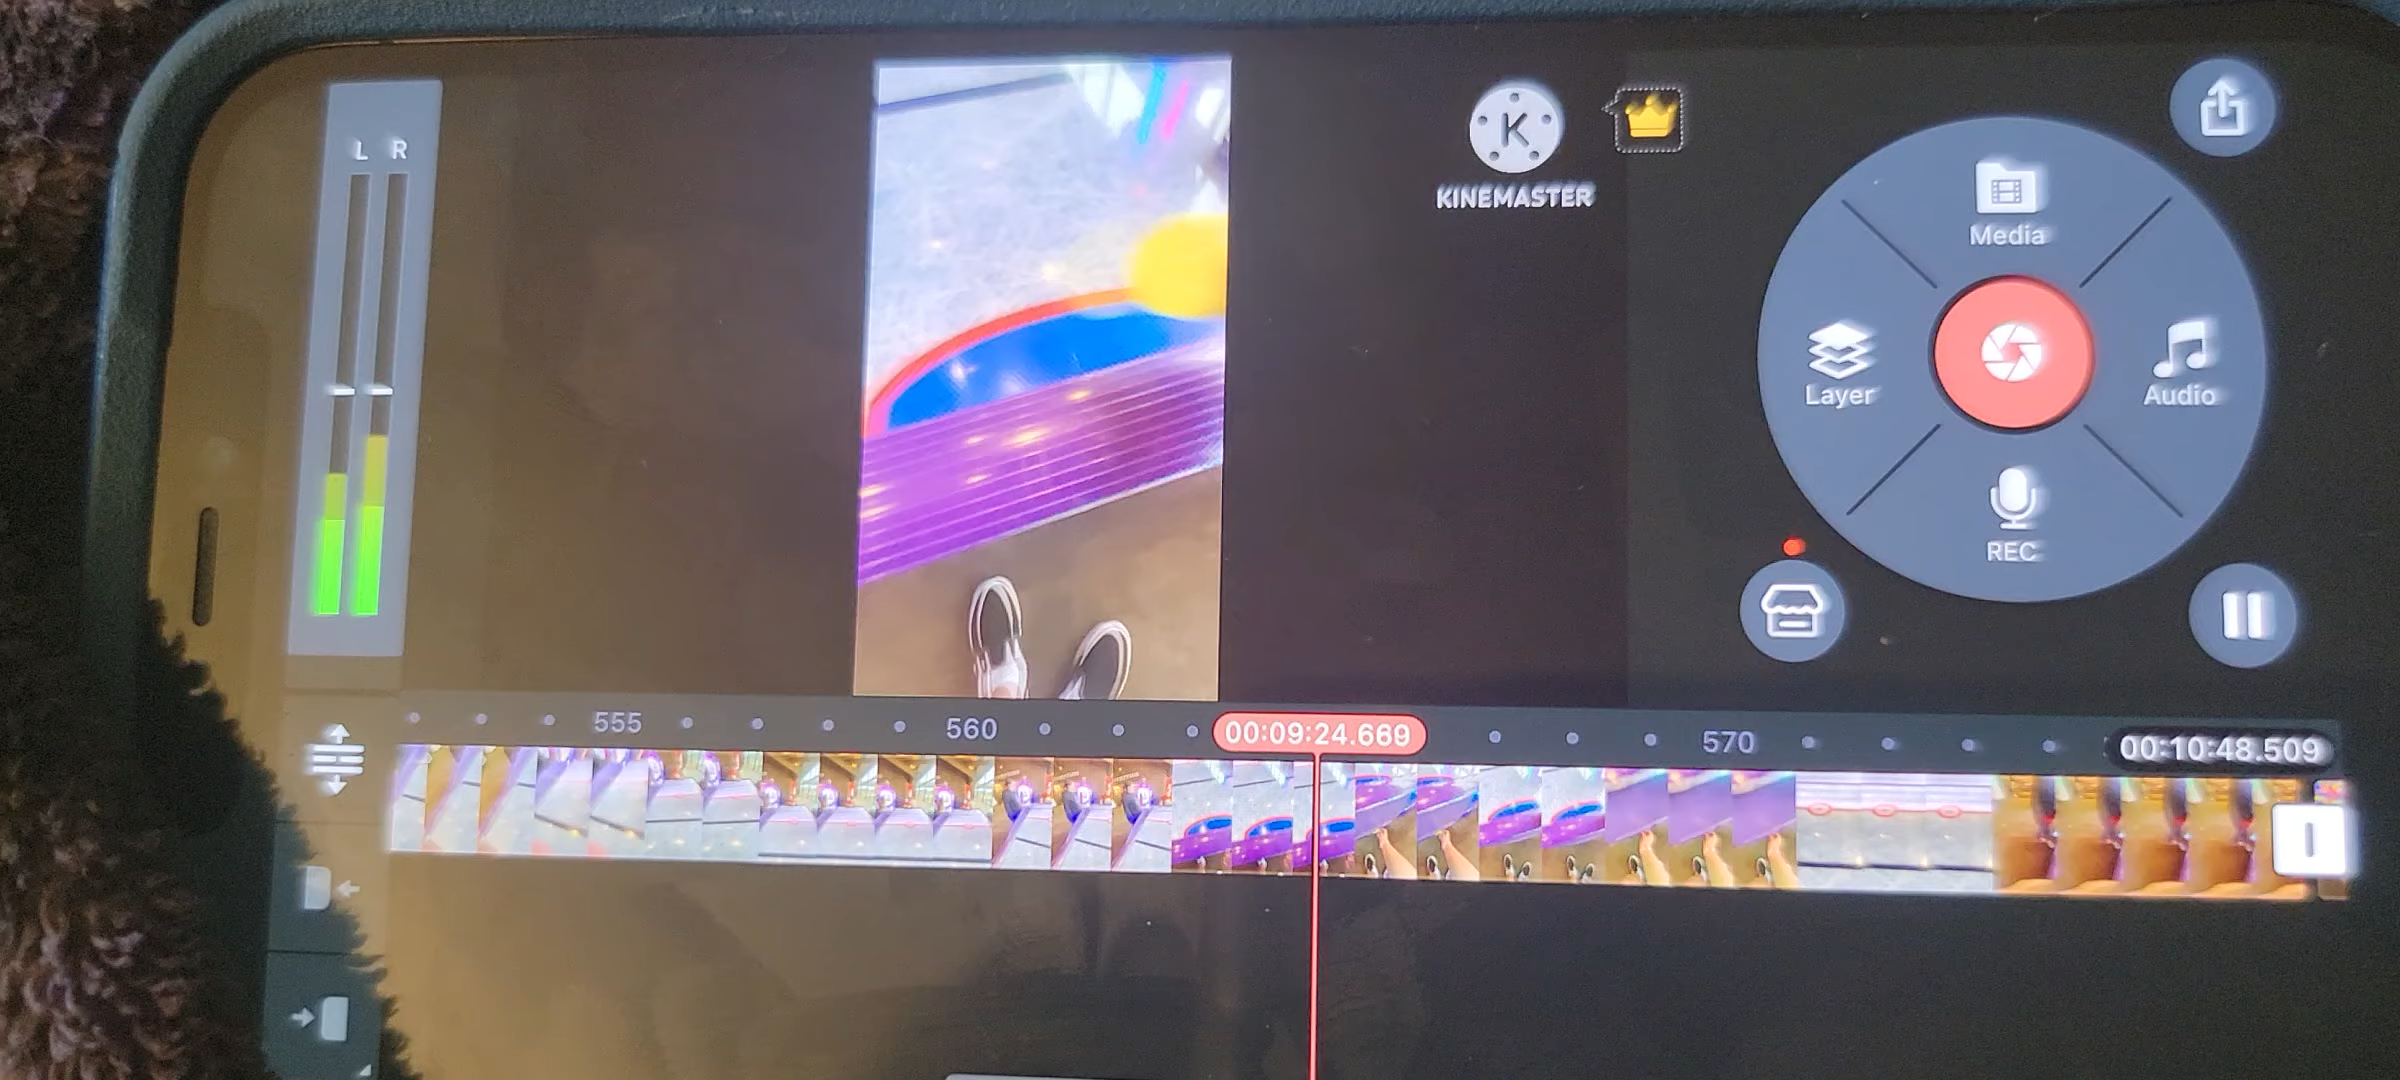 L R
K
KINEMASTER
Media
Layer
Audio
REC
555
560
00:09:24.669
570
00:10:48.509